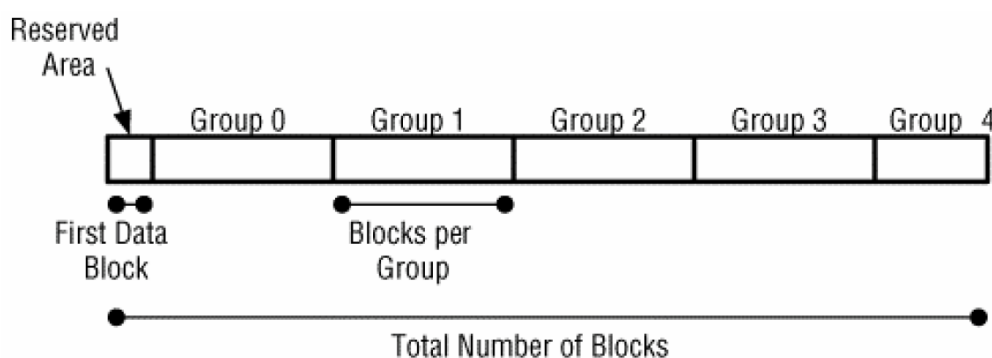 Reserved
Area
Group 0 Group 1 Group 2 Group 3 Group 4
First Data
Block
Blocks per
Group
Total Number of Blocks